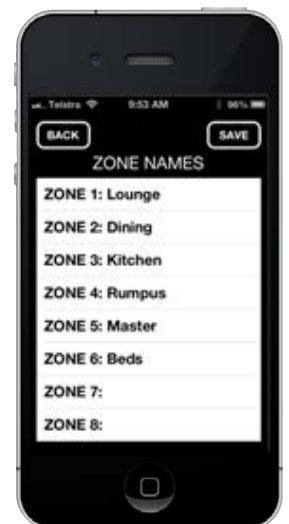 Telstra 9:53 AM 96%
BACK SAVE
ZONE NAMES
ZONE 1: Lounge
ZONE 2: Dining
ZONE 3: Kitchen
ZONE 4: Rumpus
ZONE 5: Master
ZONE 6: Beds
ZONE 7:
ZONE 8: